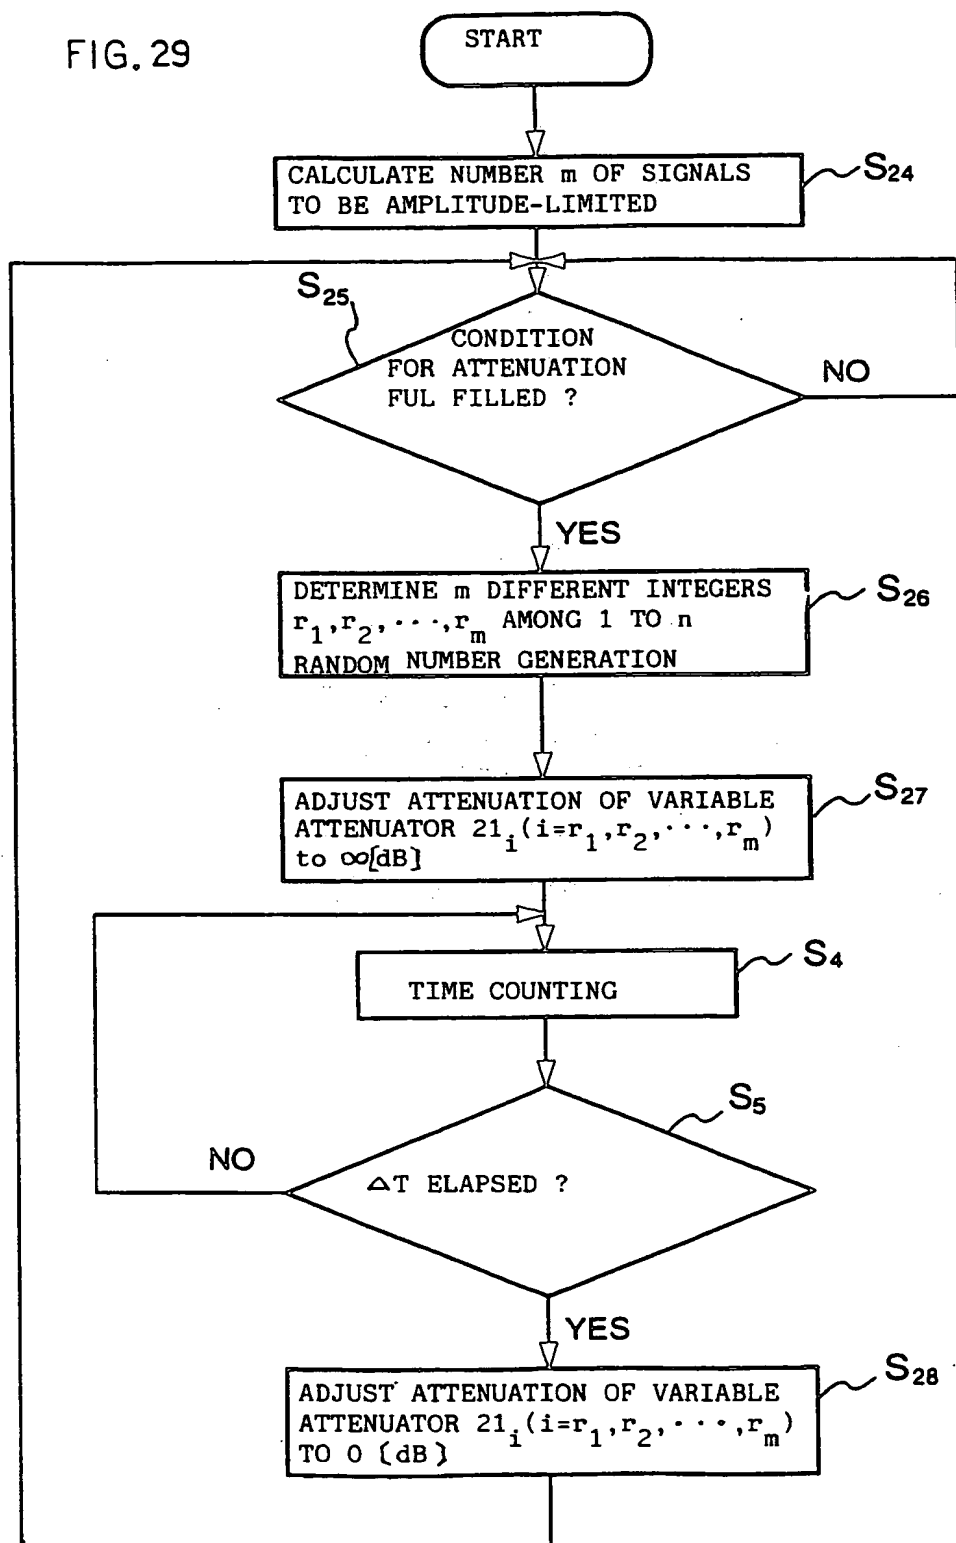 FIG. 29
START
CALCULATE NUMBER m OF SIGNALS
TO BE AMPLITUDE-LIMITED
S24
S25
CONDITION
FOR ATTENUATION
FUL FILLED ?
NO
YES
DETERMINE m DIFFERENT INTEGERS
r1,r2,···,rm AMONG 1 TO n
RANDOM NUMBER GENERATION
S26
ADJUST ATTENUATION OF VARIABLE
ATTENUATOR 21i(i=r1,r2,···,rm)
to ∞[dB]
S27
TIME COUNTING
S4
S5
NO
△T ELAPSED ?
YES
ADJUST ATTENUATION OF VARIABLE
ATTENUATOR 21i(i=r1,r2,···,rm)
TO 0 [dB]
S28